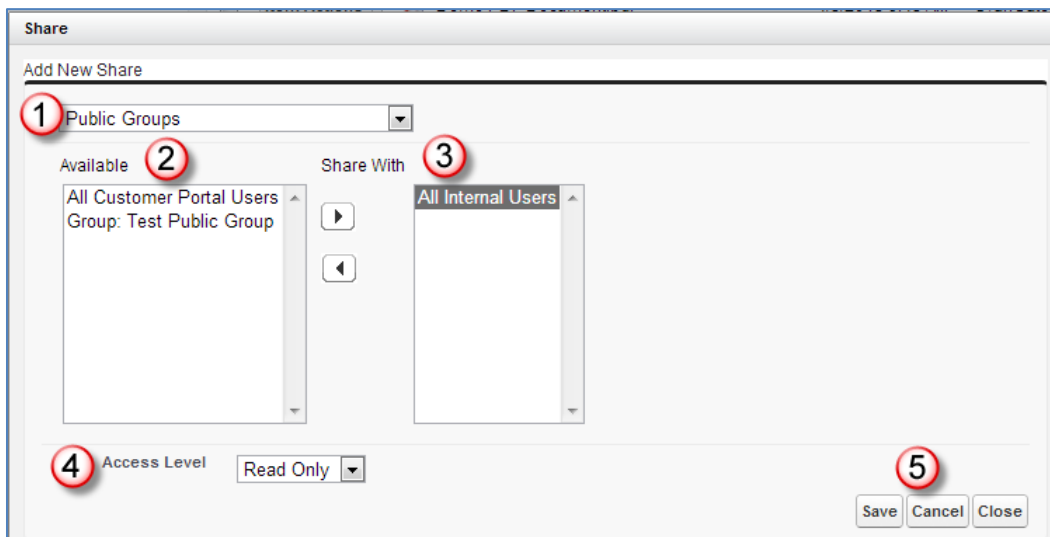 Share
Add New Share
1 Public Groups
Available 2 Share With 3
All Customer Portal Users
Group: Test Public Group
All Internal Users
4 Access Level Read Only
5
Save Cancel Close